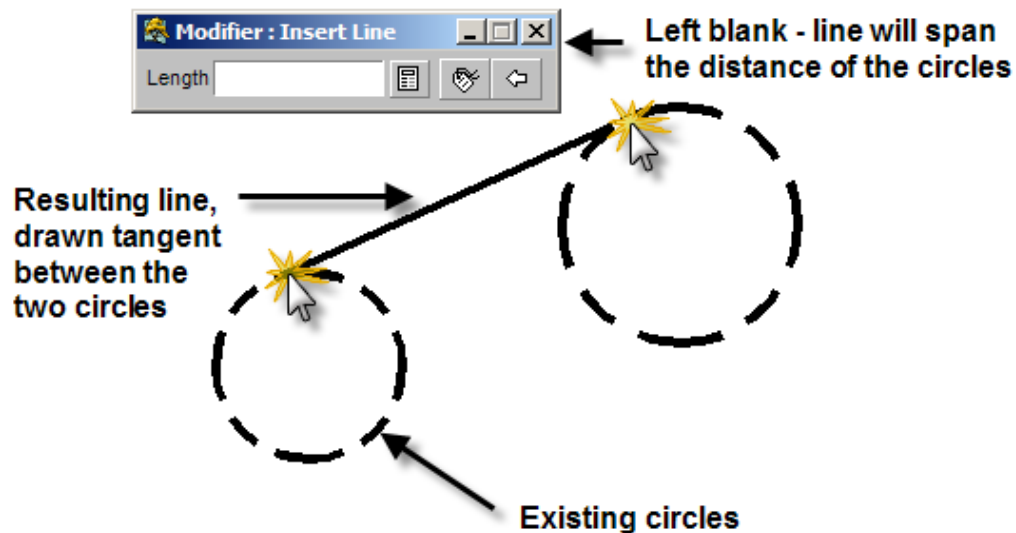 Modifier : Insert Line
Length
Left blank - line will span
the distance of the circles
Resulting line,
drawn tangent
between the
two circles
Existing circles